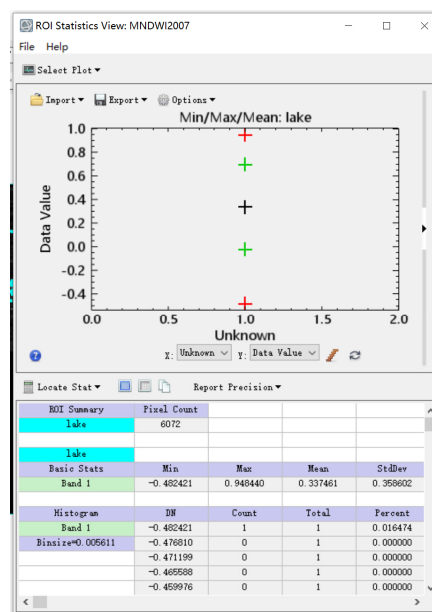 ROI Statistics View: MNDWI2007
File Help
Select Plot
Import Export Options
Min/Max/Mean: lake
1.0
0.8
0.6
0.4
0.2
0.0
-0.2
-0.4
Data Value
0.0 0.5 1.0 1.5 2.0
Unknown
X: Unknown Y: Data Value
Locate Stat Report Precision
ROI Summary Pixel Count
lake 6072
lake
Basic Stats Min Max Mean StdDev
Band 1 -0.482421 0.948440 0.337461 0.358602
Histogram DN Count Total Percent
Band 1 -0.482421 1 1 0.016474
Binsize=0.005611 -0.476810 0 1 0.000000
-0.471199 0 1 0.000000
-0.465588 0 1 0.000000
-0.459976 0 1 0.000000